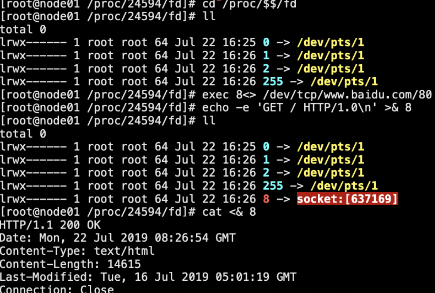 [root@node01 /proc/24594/fd]# cd /proc/$$/fd
[root@node01 /proc/24594/fd]# ll
total 0
lrwx------ 1 root root 64 Jul 22 16:25 0 -> /dev/pts/1
lrwx------ 1 root root 64 Jul 22 16:26 1 -> /dev/pts/1
lrwx------ 1 root root 64 Jul 22 16:26 2 -> /dev/pts/1
lrwx------ 1 root root 64 Jul 22 16:26 255 -> /dev/pts/1
[root@node01 /proc/24594/fd]# exec 8<> /dev/tcp/www.baidu.com/80
[root@node01 /proc/24594/fd]# echo -e 'GET / HTTP/1.0\n' >& 8
[root@node01 /proc/24594/fd]# ll
total 0
lrwx------ 1 root root 64 Jul 22 16:25 0 -> /dev/pts/1
lrwx------ 1 root root 64 Jul 22 16:26 1 -> /dev/pts/1
lrwx------ 1 root root 64 Jul 22 16:26 2 -> /dev/pts/1
lrwx------ 1 root root 64 Jul 22 16:26 255 -> /dev/pts/1
lrwx------ 1 root root 64 Jul 22 16:26 8 -> socket:[637169]
[root@node01 /proc/24594/fd]# cat <& 8
HTTP/1.1 200 OK
Date: Mon, 22 Jul 2019 08:26:54 GMT
Content-Type: text/html
Content-Length: 14615
Last-Modified: Tue, 16 Jul 2019 05:01:19 GMT
Connection: Close